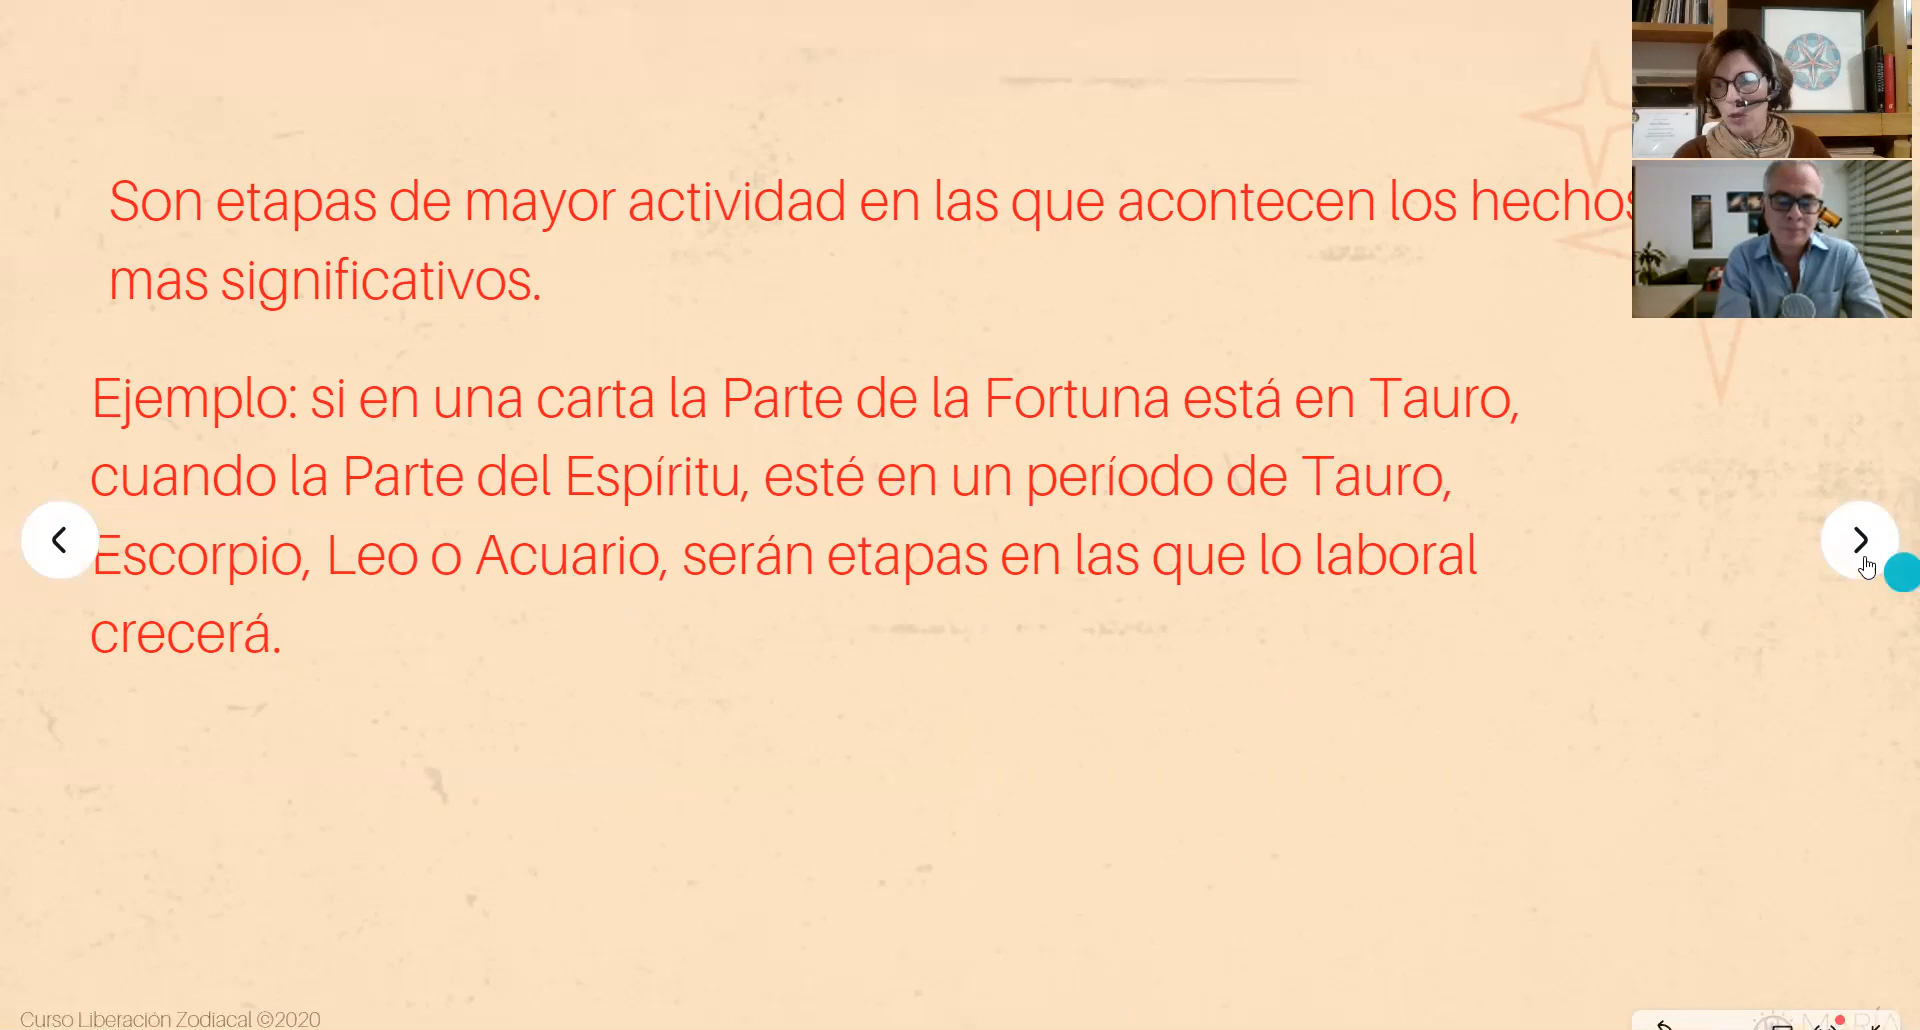 Son etapas de mayor actividad en las que acontecen los hechos
mas significativos.
Ejemplo: si en una carta la Parte de la Fortuna está en Tauro,
cuando la Parte del Espíritu, esté en un período de Tauro,
Escorpio, Leo o Acuario, serán etapas en las que lo laboral
crecerá.
Curso Liberación Zodiacal ©2020